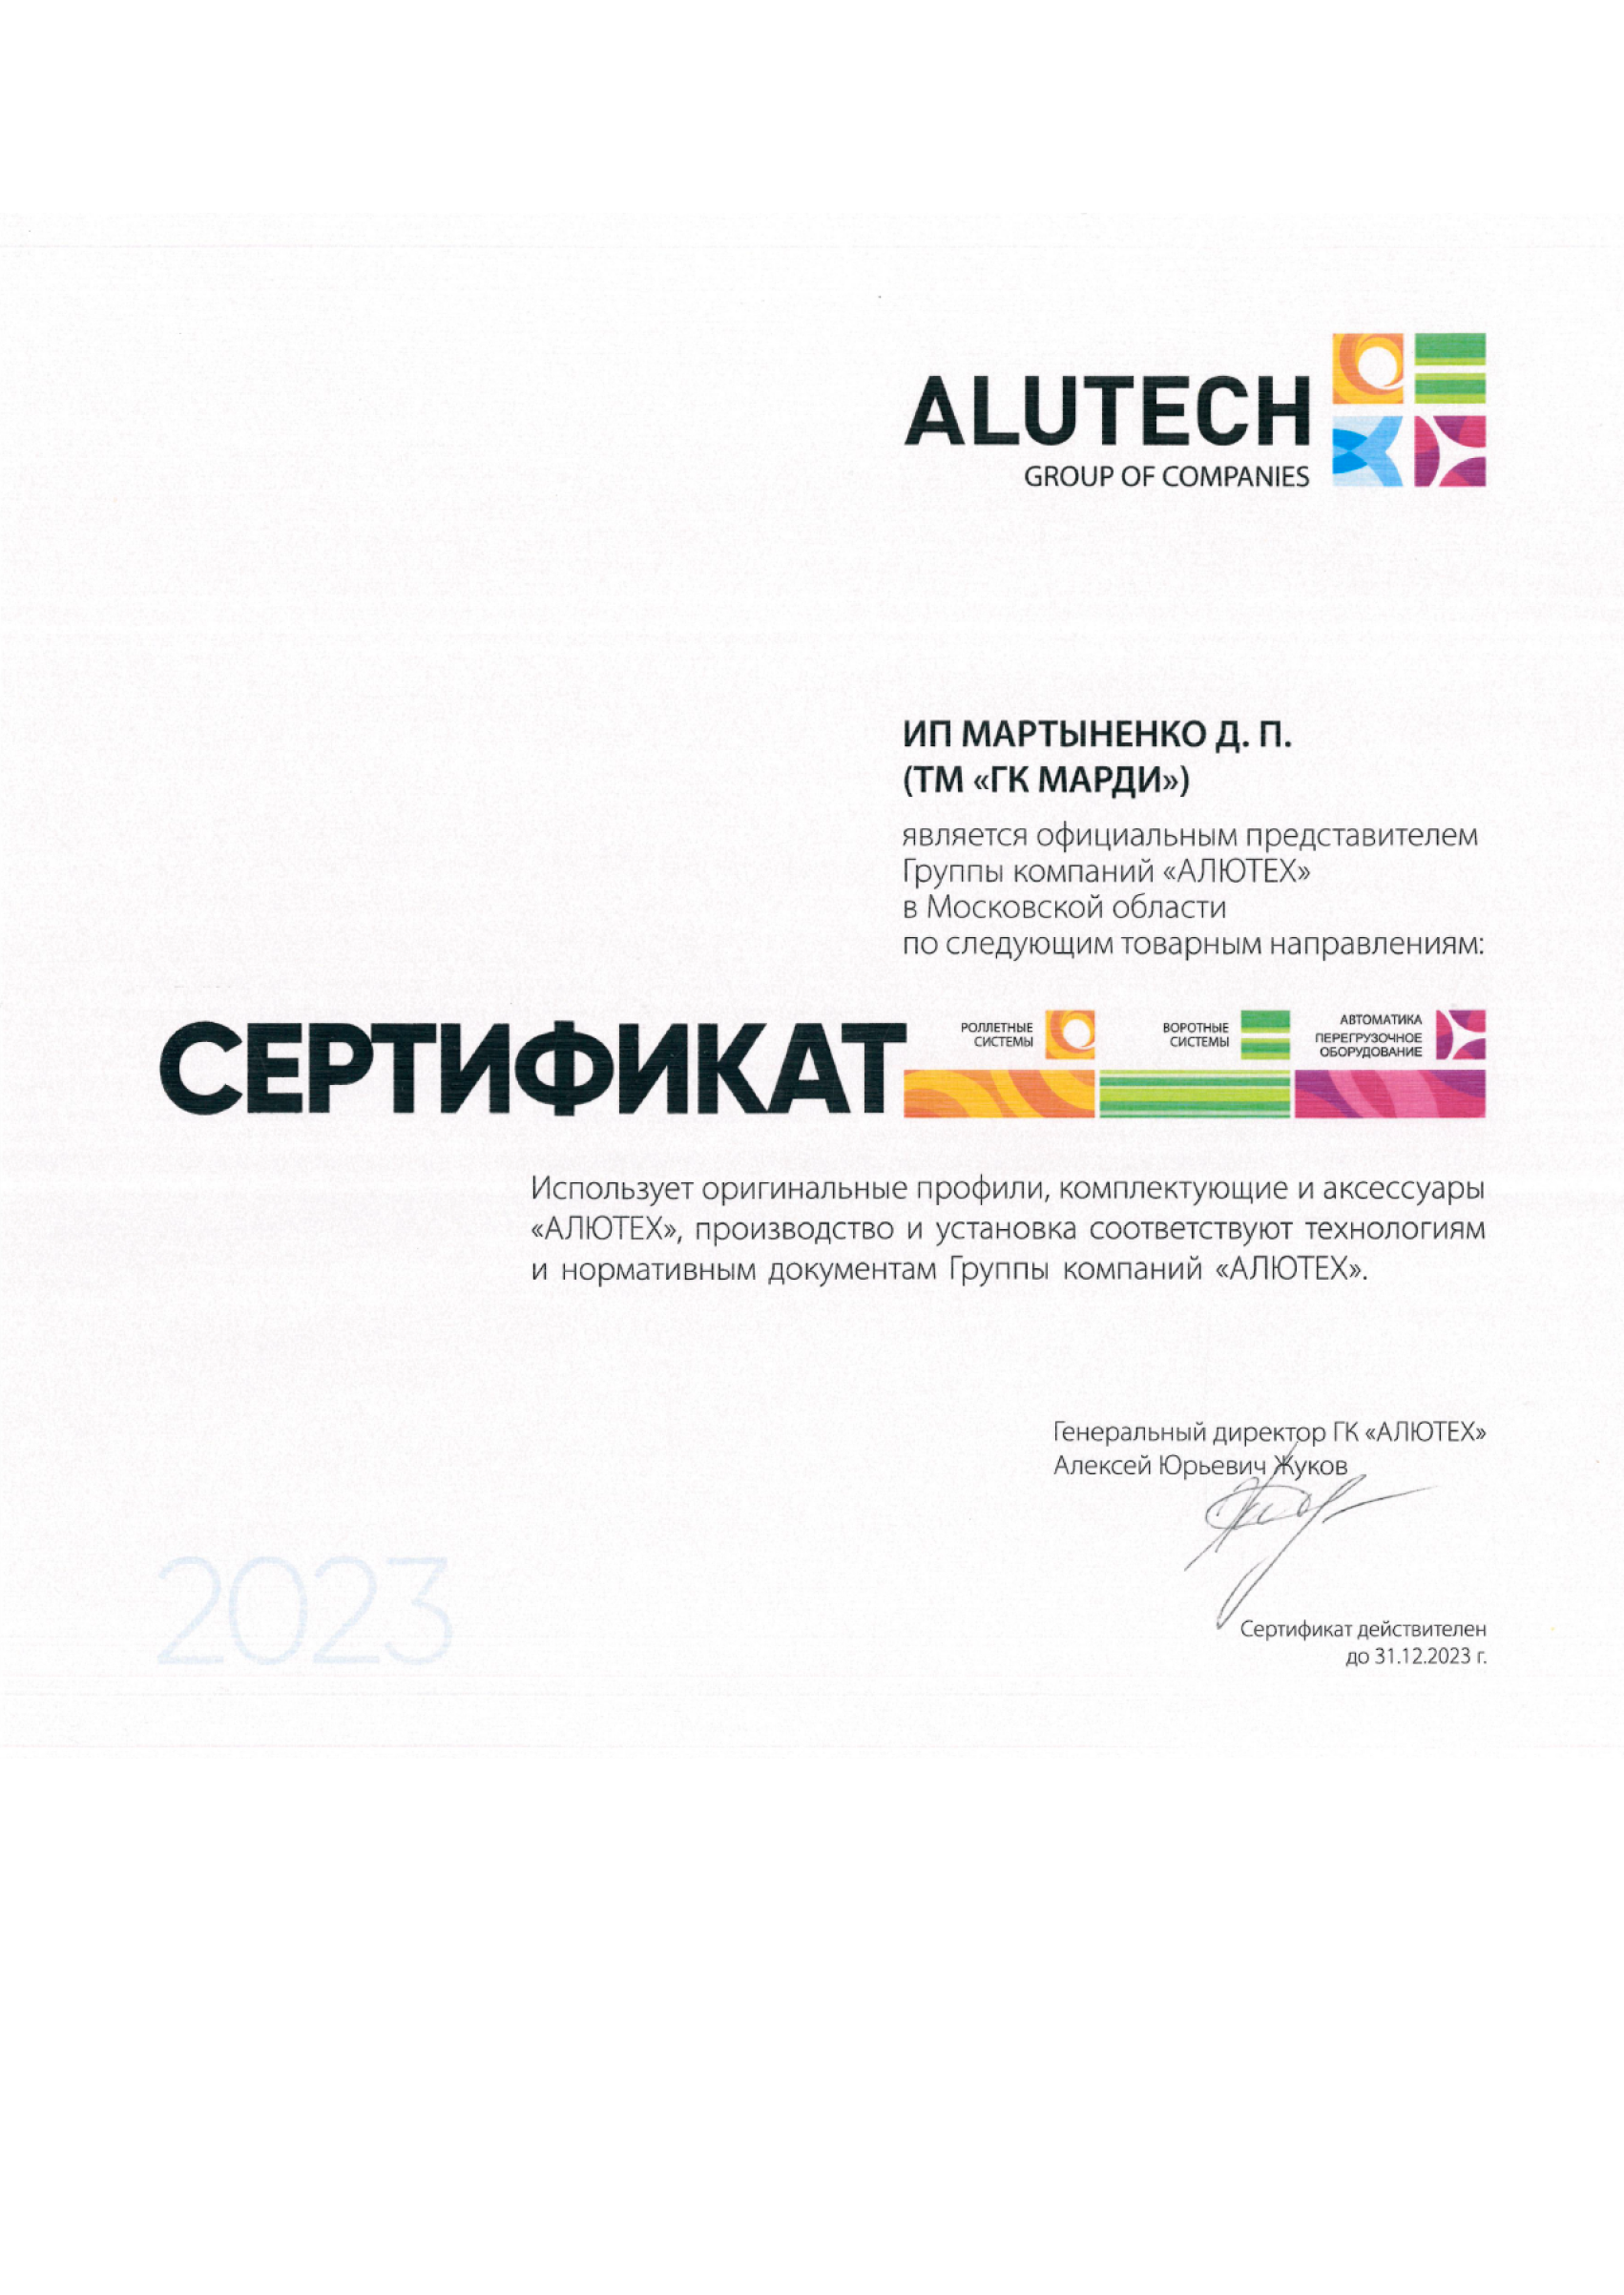 ALUTECH
GROUP OF COMPANIES
ИП МАРТЫНЕНКО Д. П.
(ТМ «ГК МАРДИ»)
является официальным представителем
Группы компаний «АЛЮТЕХ»
в Московской области
по следующим товарным направлениям:
СЕРТИФИКАТ
РОЛЛЕТНЫЕ
СИСТЕМЫ
ВОРОТНЫЕ
СИСТЕМЫ
АВТОМАТИКА
ПЕРЕГРУЗОЧНОЕ
ОБОРУДОВАНИЕ
Использует оригинальные профили, комплектующие и аксессуары
«АЛЮТЕХ», производство и установка соответствуют технологиям
и нормативным документам Группы компаний «АЛЮТЕХ».
Генеральный директор ГК «АЛЮТЕХ»
Алексей Юрьевич Жуков
2023
Сертификат действителен
до 31.12.2023 г.